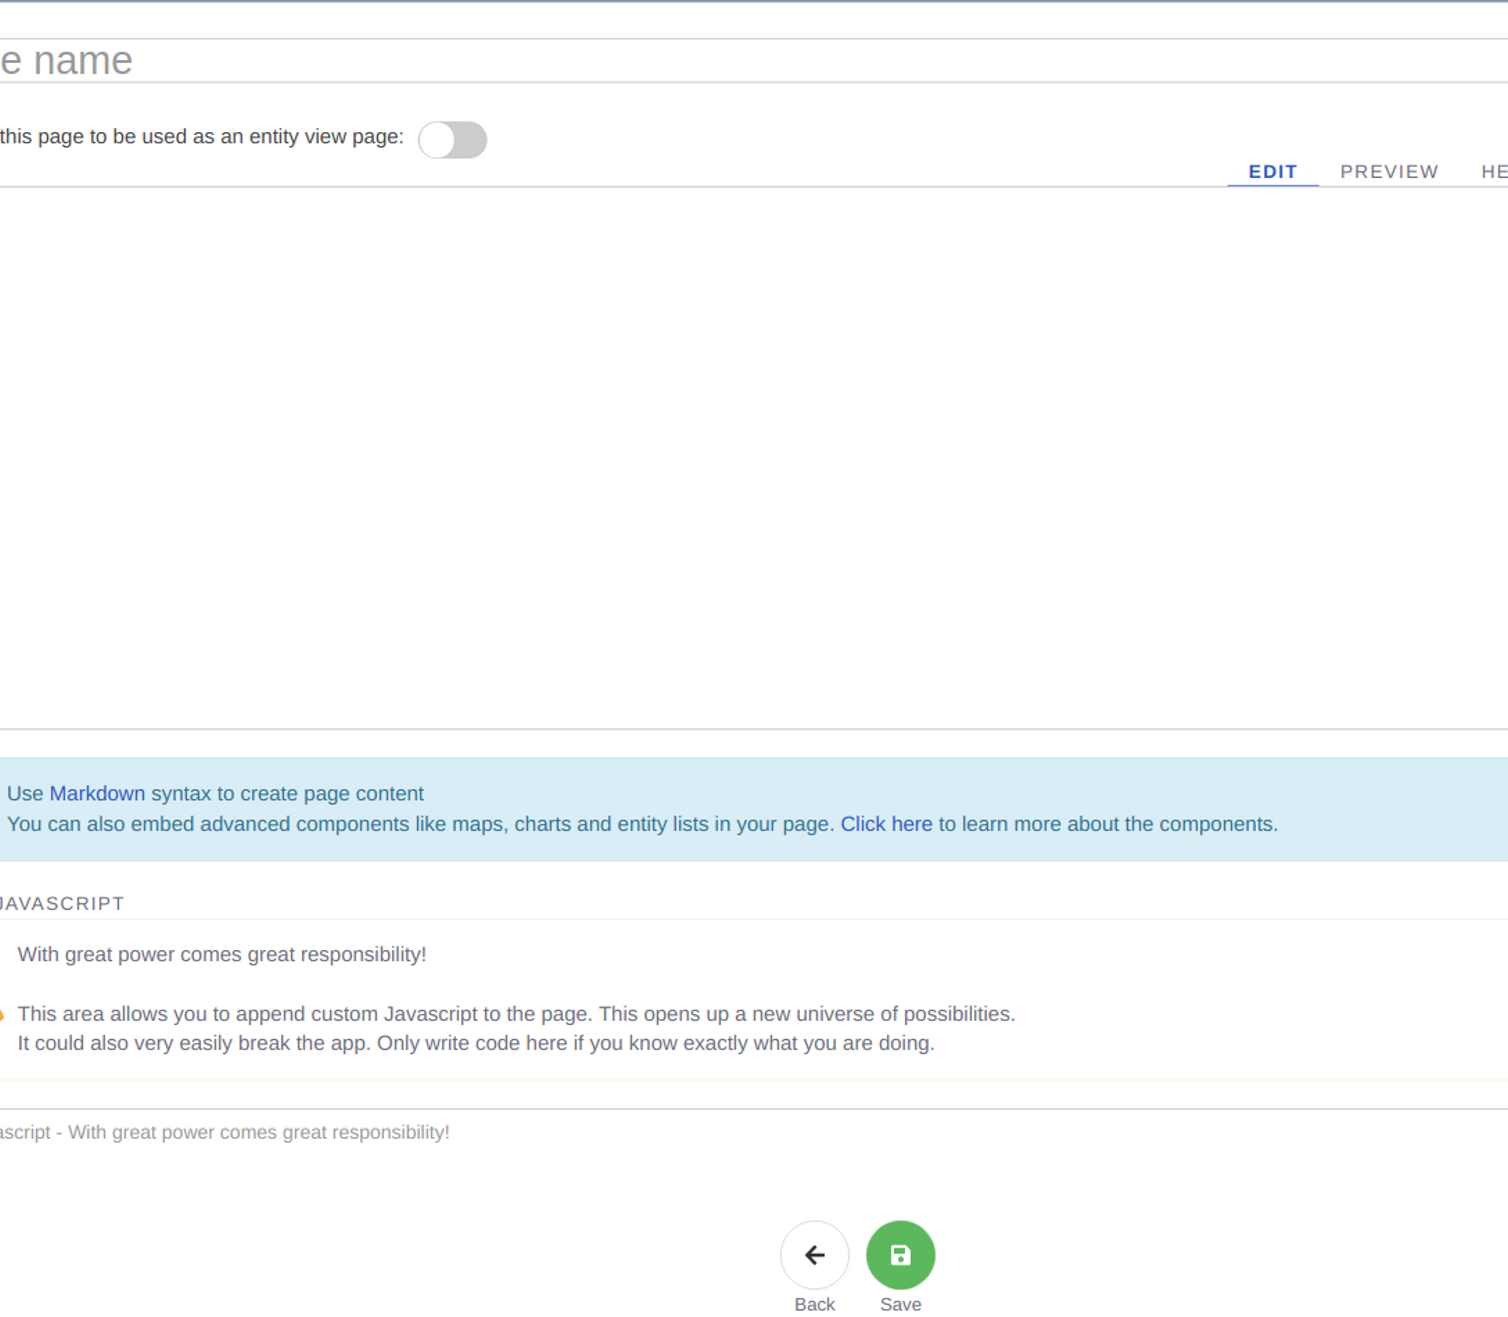 e name
this page to be used as an entity view page:
EDIT PREVIEW HE
Use Markdown syntax to create page content
You can also embed advanced components like maps, charts and entity lists in your page. Click here to learn more about the components.
JAVASCRIPT
With great power comes great responsibility!
This area allows you to append custom Javascript to the page. This opens up a new universe of possibilities.
It could also very easily break the app. Only write code here if you know exactly what you are doing.
ascript - With great power comes great responsibility!
Back Save